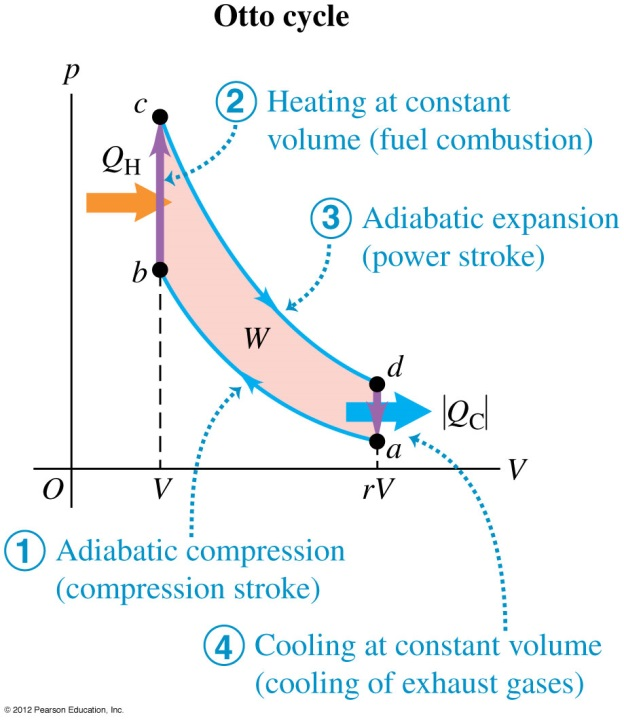 Otto cycle
p
c
2 Heating at constant
volume (fuel combustion)
QH
3 Adiabatic expansion
(power stroke)
b
W
d
|QC|
a
O
V
rV
V
1 Adiabatic compression
(compression stroke)
4 Cooling at constant volume
(cooling of exhaust gases)
© 2012 Pearson Education, Inc.